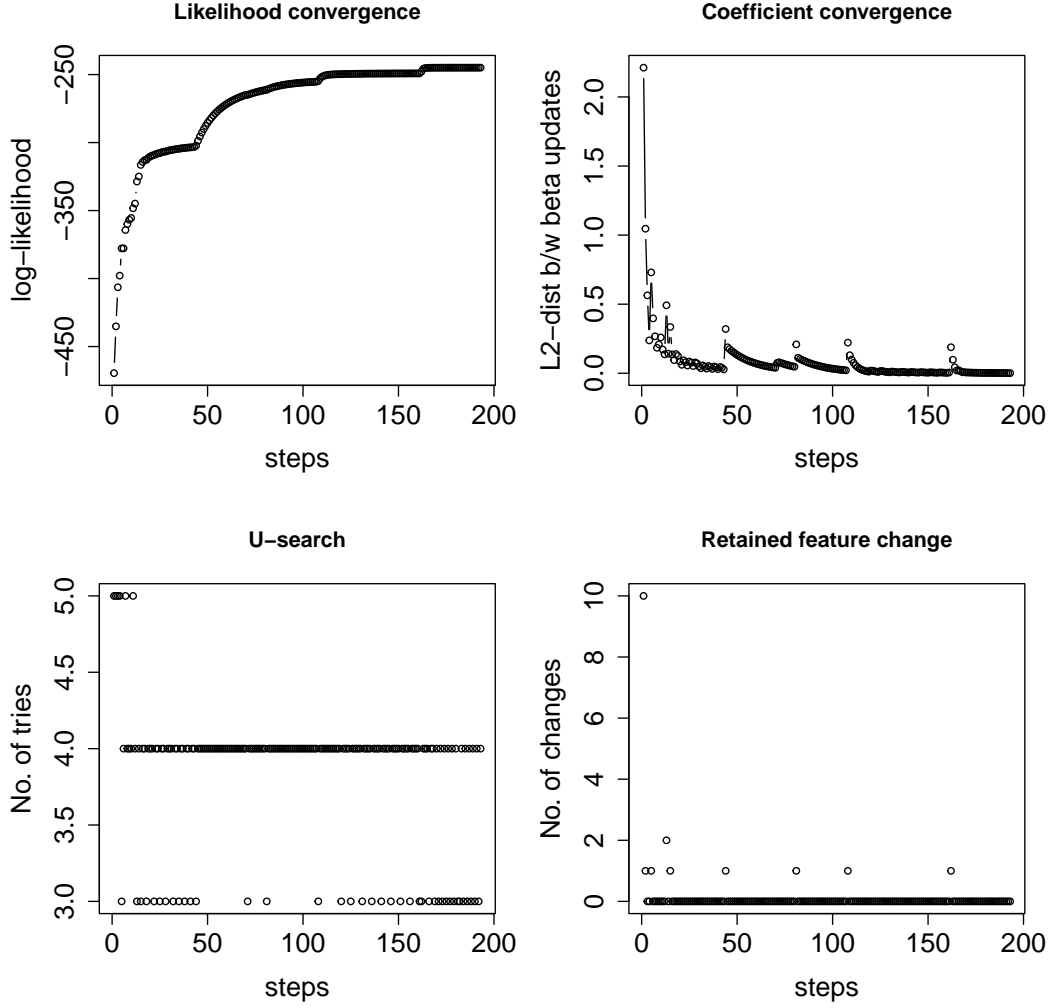 Likelihood convergence
log−likelihood
−250
−350
−450
0 50 100 150 200
steps
Coefficient convergence
L2−dist b/w beta updates
2.0
1.5
1.0
0.5
0.0
0 50 100 150 200
steps
U−search
No. of tries
5.0
4.5
4.0
3.5
3.0
0 50 100 150 200
steps
Retained feature change
No. of changes
10
8
6
4
2
0
0 50 100 150 200
steps